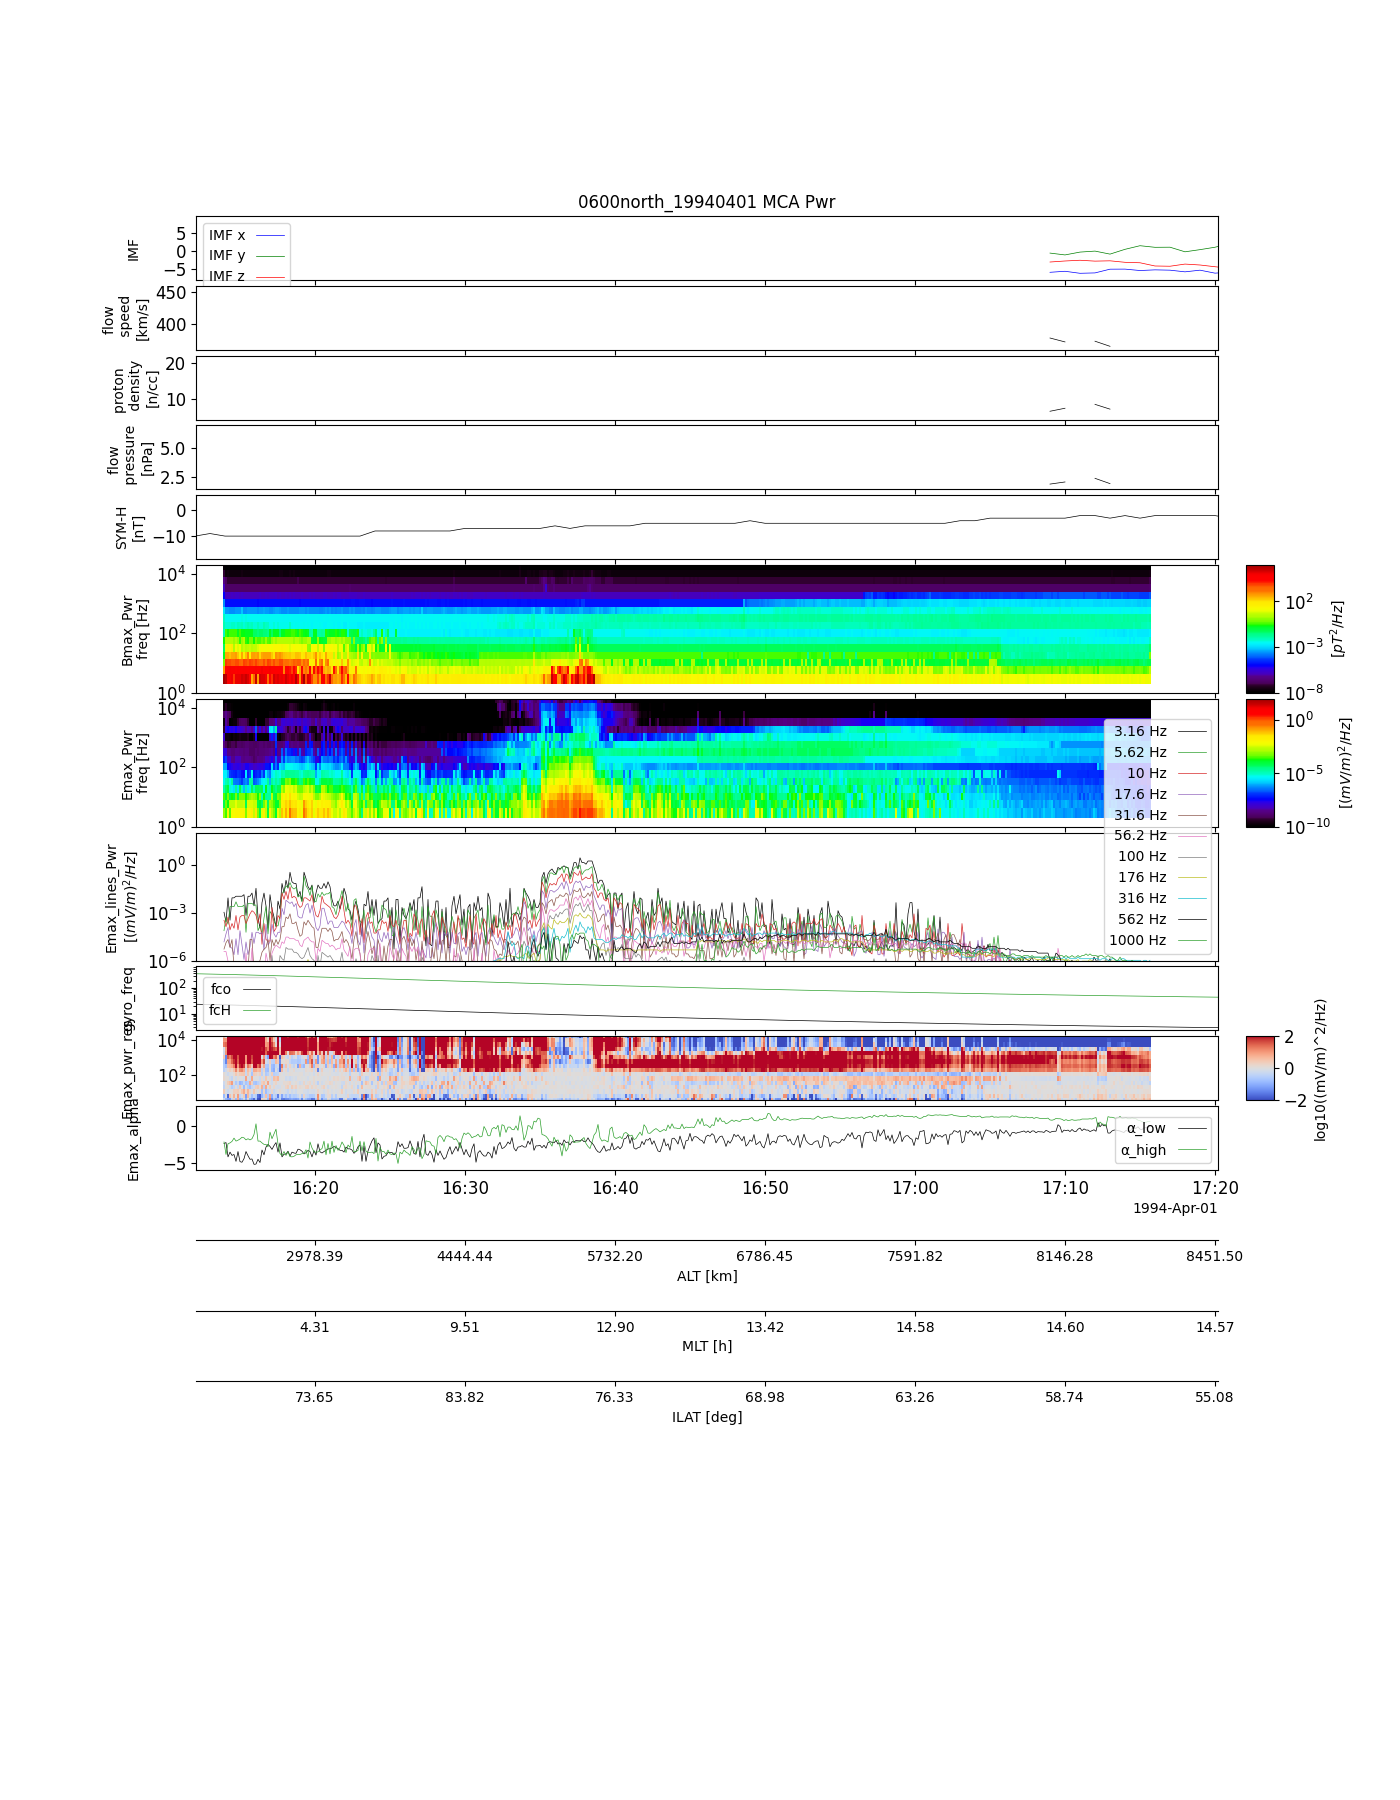 0600north_19940401 MCA Pwr
IMF
5
0
−5
IMF x
IMF y
IMF z
flow
speed
[km/s]
450
400
proton
density
[n/cc]
20
10
flow
pressure
[nPa]
5.0
2.5
SYM-H
[nT]
0
−10
Bmax_Pwr
freq [Hz]
10^4
10^2
10^0
10^2
10^−3
10^−8
[pT^2/Hz]
Emax_Pwr
freq [Hz]
10^4
10^2
10^0
10^0
10^−5
10^−10
[(mV/m)^2/Hz]
3.16 Hz
5.62 Hz
10 Hz
17.6 Hz
31.6 Hz
56.2 Hz
100 Hz
176 Hz
316 Hz
562 Hz
1000 Hz
Emax_lines_Pwr
[(mV/m)^2/Hz]
10^0
10^−3
10^−6
gyro_freq
10^2
10^1
fco
fcH
Emax_pwr_res
10^4
10^2
2
0
−2
log10((mV/m)^2/Hz)
Emax_alpha
0
−5
α_low
α_high
16:20 16:30 16:40 16:50 17:00 17:10 17:20
1994-Apr-01
2978.39 4444.44 5732.20 6786.45 7591.82 8146.28 8451.50
ALT [km]
4.31 9.51 12.90 13.42 14.58 14.60 14.57
MLT [h]
73.65 83.82 76.33 68.98 63.26 58.74 55.08
ILAT [deg]